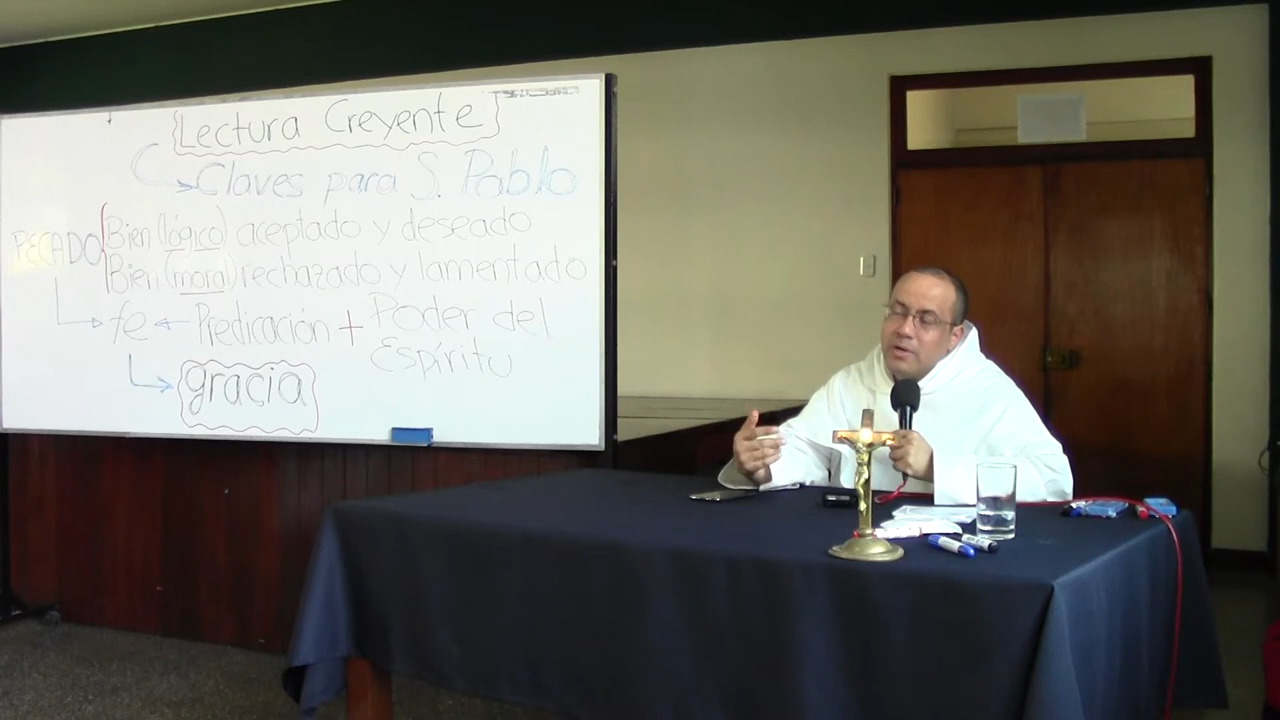 Lectura Creyente
Claves para S. Pablo
PECADO
Bien (lógico) aceptado y deseado
Bien (moral) rechazado y lamentado
fe ← Predicación + Poder del
Espíritu
gracia